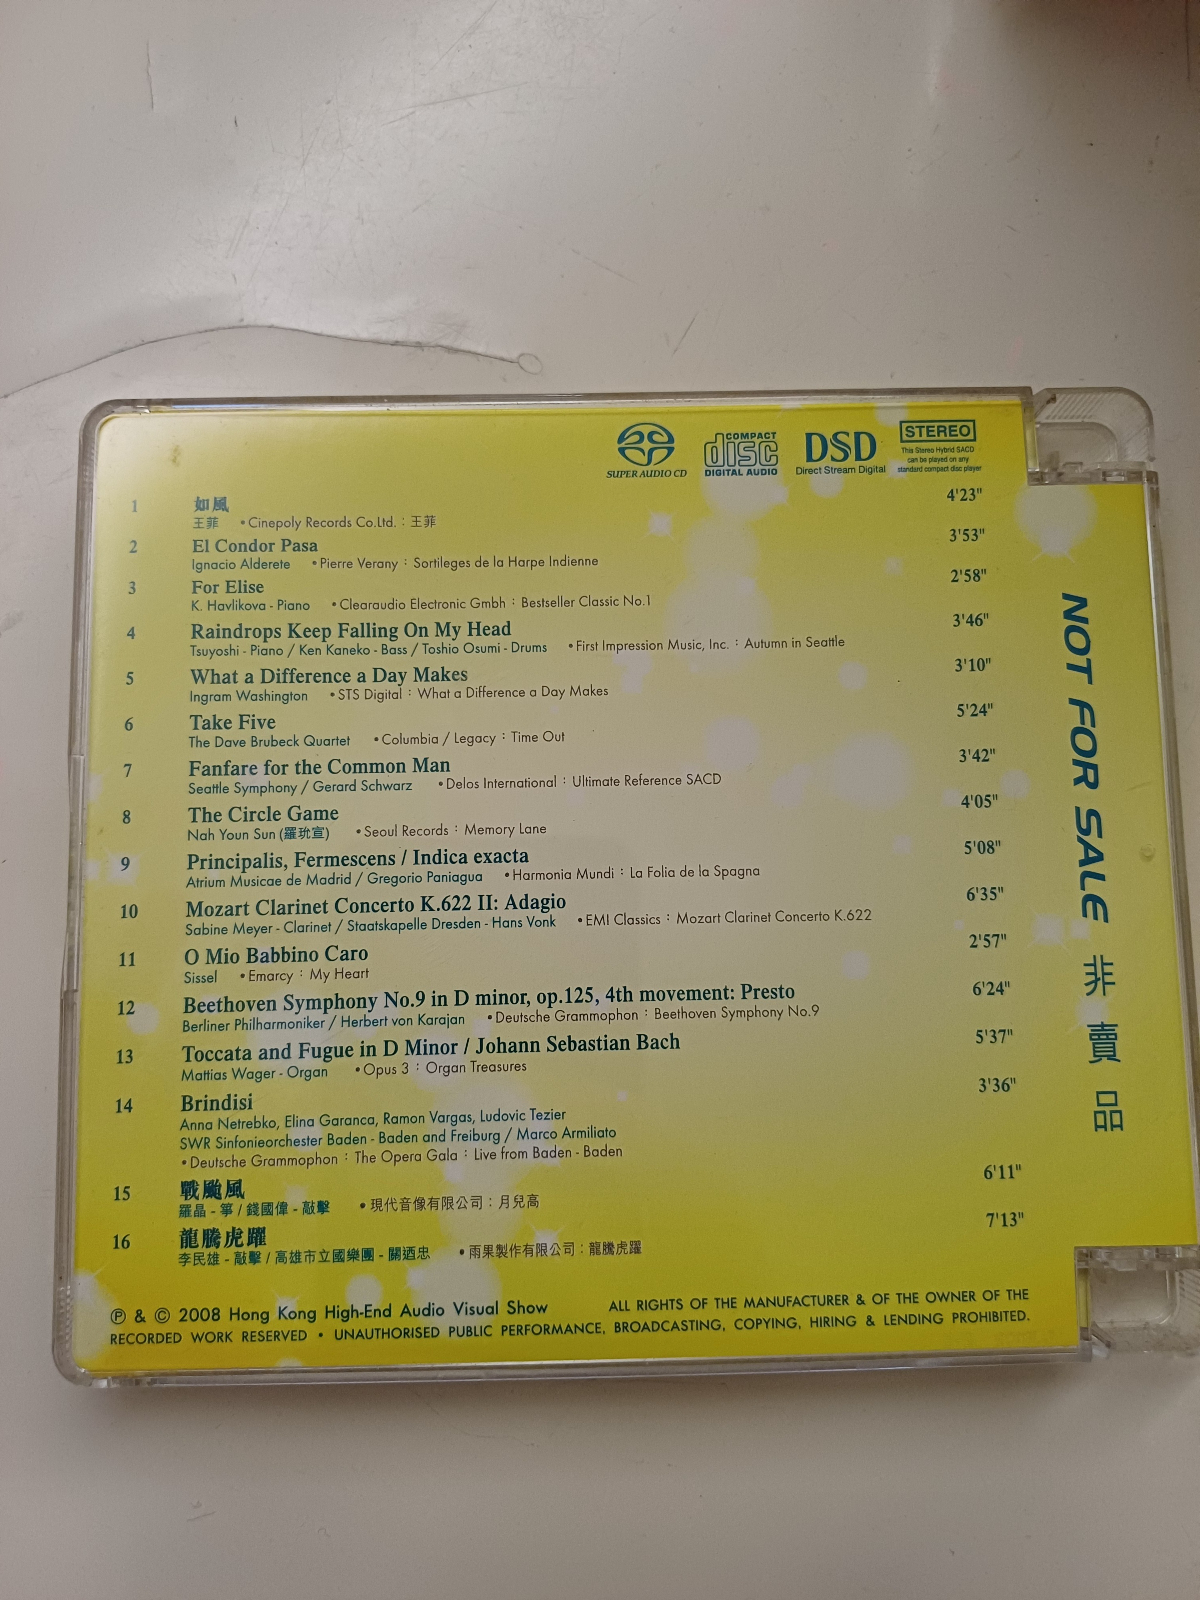 SUPER AUDIO CD
COMPACT
disc
DIGITAL AUDIO
DSD
Direct Stream Digital
STEREO
This Stereo Hybrid SACD
can be played on any
standard compact disc player
1 如風 4'23"
王菲 •Cinepoly Records Co.Ltd.：王菲
2 El Condor Pasa 3'53"
Ignacio Alderete •Pierre Verany：Sortileges de la Harpe Indienne
3 For Elise 2'58"
K. Havlikova - Piano •Clearaudio Electronic Gmbh：Bestseller Classic No.1
4 Raindrops Keep Falling On My Head 3'46"
Tsuyoshi - Piano / Ken Kaneko - Bass / Toshio Osumi - Drums •First Impression Music, Inc.：Autumn in Seattle
5 What a Difference a Day Makes 3'10"
Ingram Washington •STS Digital：What a Difference a Day Makes
6 Take Five 5'24"
The Dave Brubeck Quartet •Columbia / Legacy：Time Out
7 Fanfare for the Common Man 3'42"
Seattle Symphony / Gerard Schwarz •Delos International：Ultimate Reference SACD
8 The Circle Game 4'05"
Nah Youn Sun (羅玧宣) •Seoul Records：Memory Lane
9 Principalis, Fermescens / Indica exacta 5'08"
Atrium Musicae de Madrid / Gregorio Paniagua •Harmonia Mundi：La Folia de la Spagna
10 Mozart Clarinet Concerto K.622 II: Adagio 6'35"
Sabine Meyer - Clarinet / Staatskapelle Dresden - Hans Vonk •EMI Classics：Mozart Clarinet Concerto K.622
11 O Mio Babbino Caro 2'57"
Sissel •Emarcy：My Heart
12 Beethoven Symphony No.9 in D minor, op.125, 4th movement: Presto 6'24"
Berliner Philharmoniker / Herbert von Karajan •Deutsche Grammophon：Beethoven Symphony No.9
13 Toccata and Fugue in D Minor / Johann Sebastian Bach 5'37"
Mattias Wager - Organ •Opus 3：Organ Treasures
14 Brindisi 3'36"
Anna Netrebko, Elina Garanca, Ramon Vargas, Ludovic Tezier
SWR Sinfonieorchester Baden - Baden and Freiburg / Marco Armiliato
•Deutsche Grammophon：The Opera Gala：Live from Baden - Baden
15 戰颱風 6'11"
羅晶 - 箏 / 錢國偉 - 敲擊 •現代音像有限公司：月兒高
16 龍騰虎躍 7'13"
李民雄 - 敲擊 / 高雄市立國樂團 - 關迺忠 •雨果製作有限公司：龍騰虎躍
℗ & © 2008 Hong Kong High-End Audio Visual Show ALL RIGHTS OF THE MANUFACTURER & OF THE OWNER OF THE
RECORDED WORK RESERVED • UNAUTHORISED PUBLIC PERFORMANCE, BROADCASTING, COPYING, HIRING & LENDING PROHIBITED.
NOT FOR SALE 非賣品